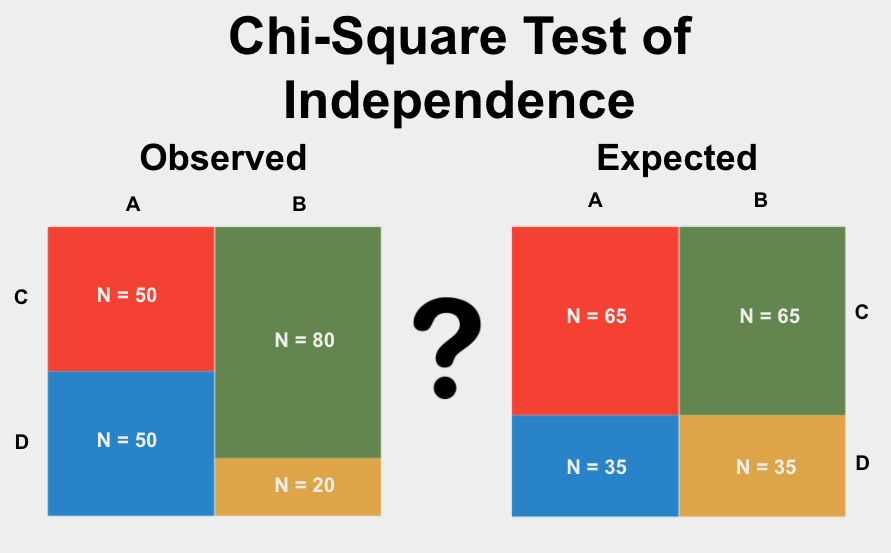 Chi-Square Test of
Independence
Observed
Expected
A
B
C
N = 50
N = 80
D
N = 50
N = 20
?
A
B
N = 65
N = 65
C
N = 35
N = 35
D